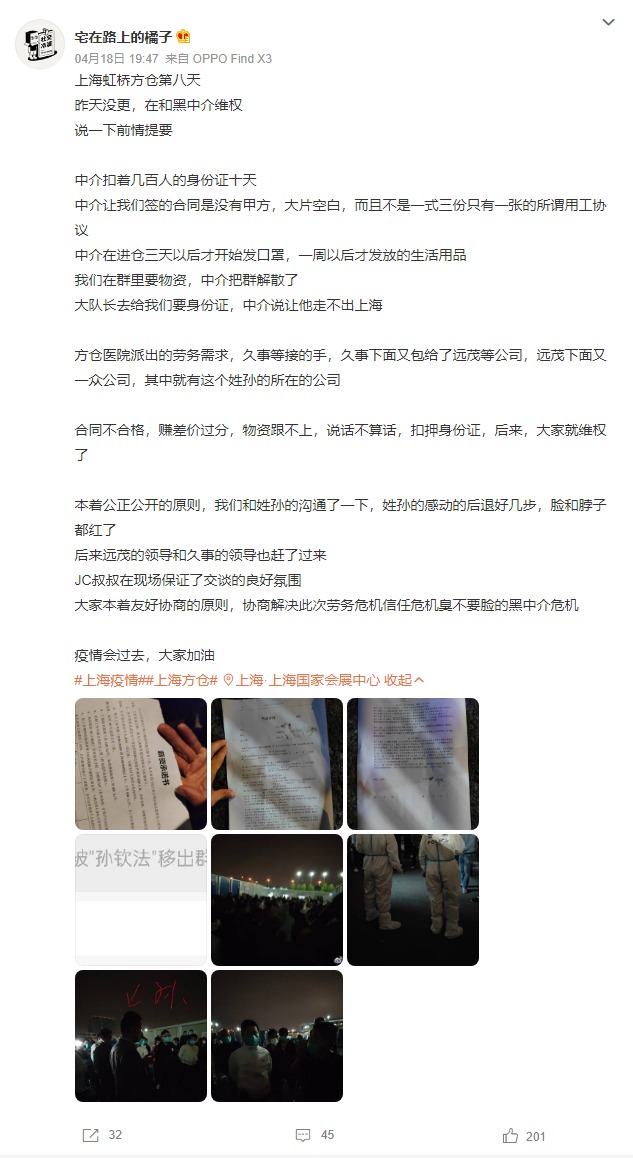 宅在路上的橘子
04月18日 19:47 来自 OPPO Find X3
上海虹桥方仓第八天
昨天没更，在和黑中介维权
说一下前情提要
中介扣着几百人的身份证十天
中介让我们签的合同是没有甲方，大片空白，而且不是一式三份只有一张的所谓用工协
议
中介在进仓三天以后才开始发口罩，一周以后才发放的生活用品
我们在群里要物资，中介把群解散了
大队长去给我们要身份证，中介说让他走不出上海
方仓医院派出的劳务需求，久事等接的手，久事下面又包给了远茂等公司，远茂下面又
一众公司，其中就有这个姓孙的所在的公司
合同不合格，赚差价过分，物资跟不上，说话不算话，扣押身份证，后来，大家就维权
了
本着公正公开的原则，我们和姓孙的沟通了一下，姓孙的感动的后退好几步，脸和脖子
都红了
后来远茂的领导和久事的领导也赶了过来
JC叔叔在现场保证了交谈的良好氛围
大家本着友好协商的原则，协商解决此次劳务危机信任危机臭不要脸的黑中介危机
疫情会过去，大家加油
#上海疫情##上海方仓# 上海·上海国家会展中心 收起
被"孙钦法"移出群
孙
32
45
201